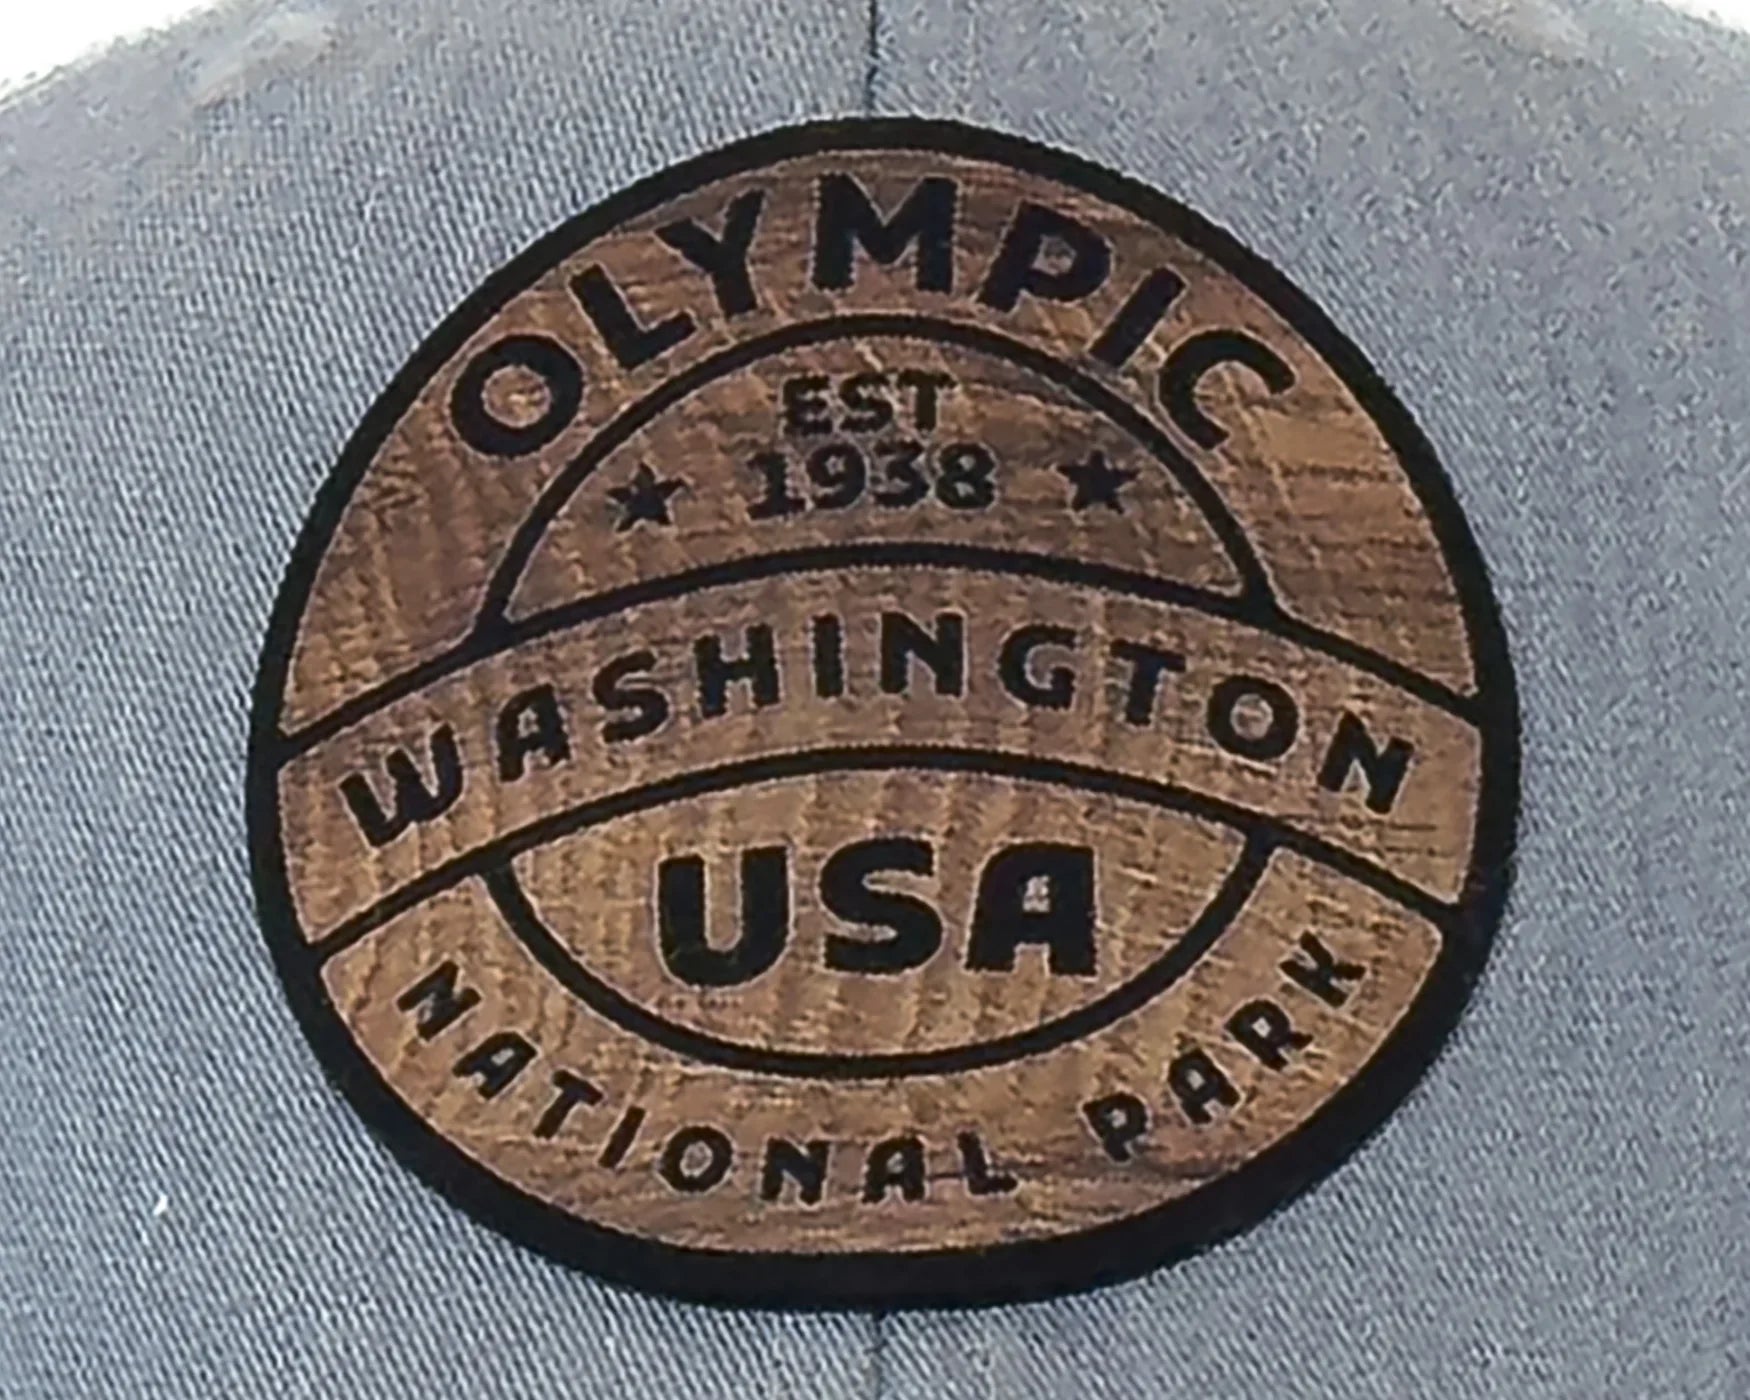 OLYMPIC
EST
1938
WASHINGTON
USA
NATIONAL PARK